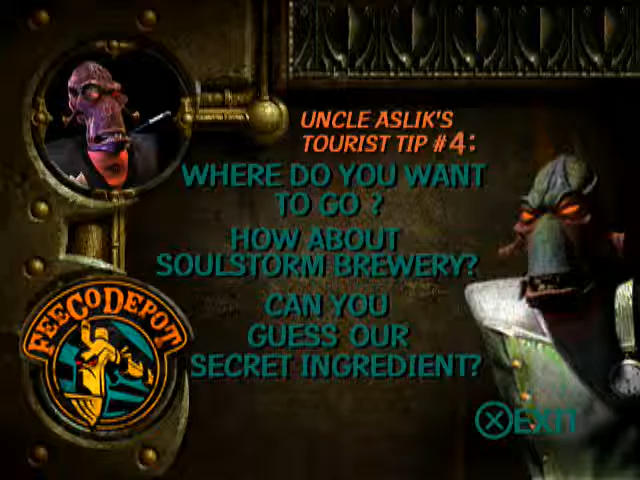 UNCLE ASLIK'S
TOURIST TIP #4:
WHERE DO YOU WANT
TO GO ?
HOW ABOUT
SOULSTORM BREWERY?
CAN YOU
GUESS OUR
SECRET INGREDIENT?
FEECO DEPOT
ⓧEXIT